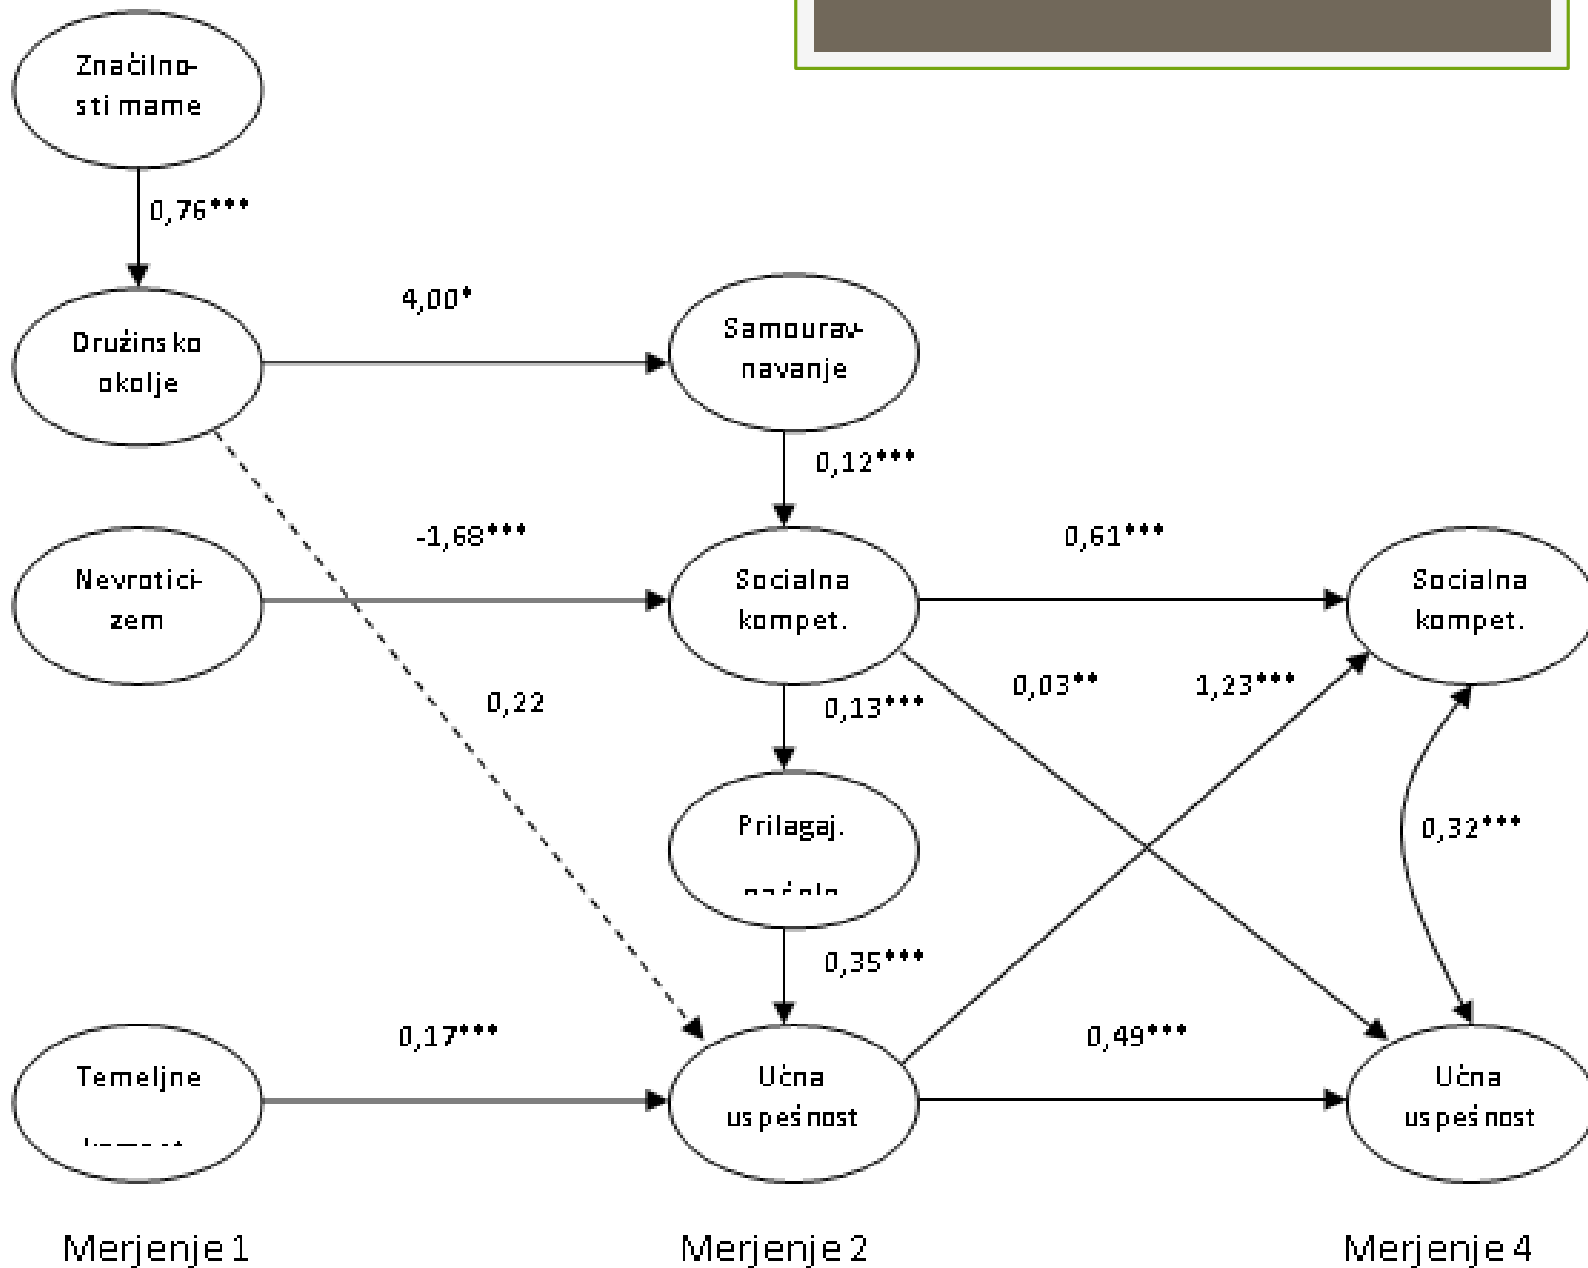 Značilno-
sti mame
0,76***
4,00*
Družinsko
okolje
Samourav-
navanje
0,12***
-1,68***
0,61***
Nevrotici-
zem
Socialna
kompet.
Socialna
kompet.
0,22
0,13***
0,03**
1,23***
Prilagaj.
0,32***
0,35***
0,17***
0,49***
Temeljne
Učna
uspešnost
Učna
uspešnost
Merjenje 1
Merjenje 2
Merjenje 4